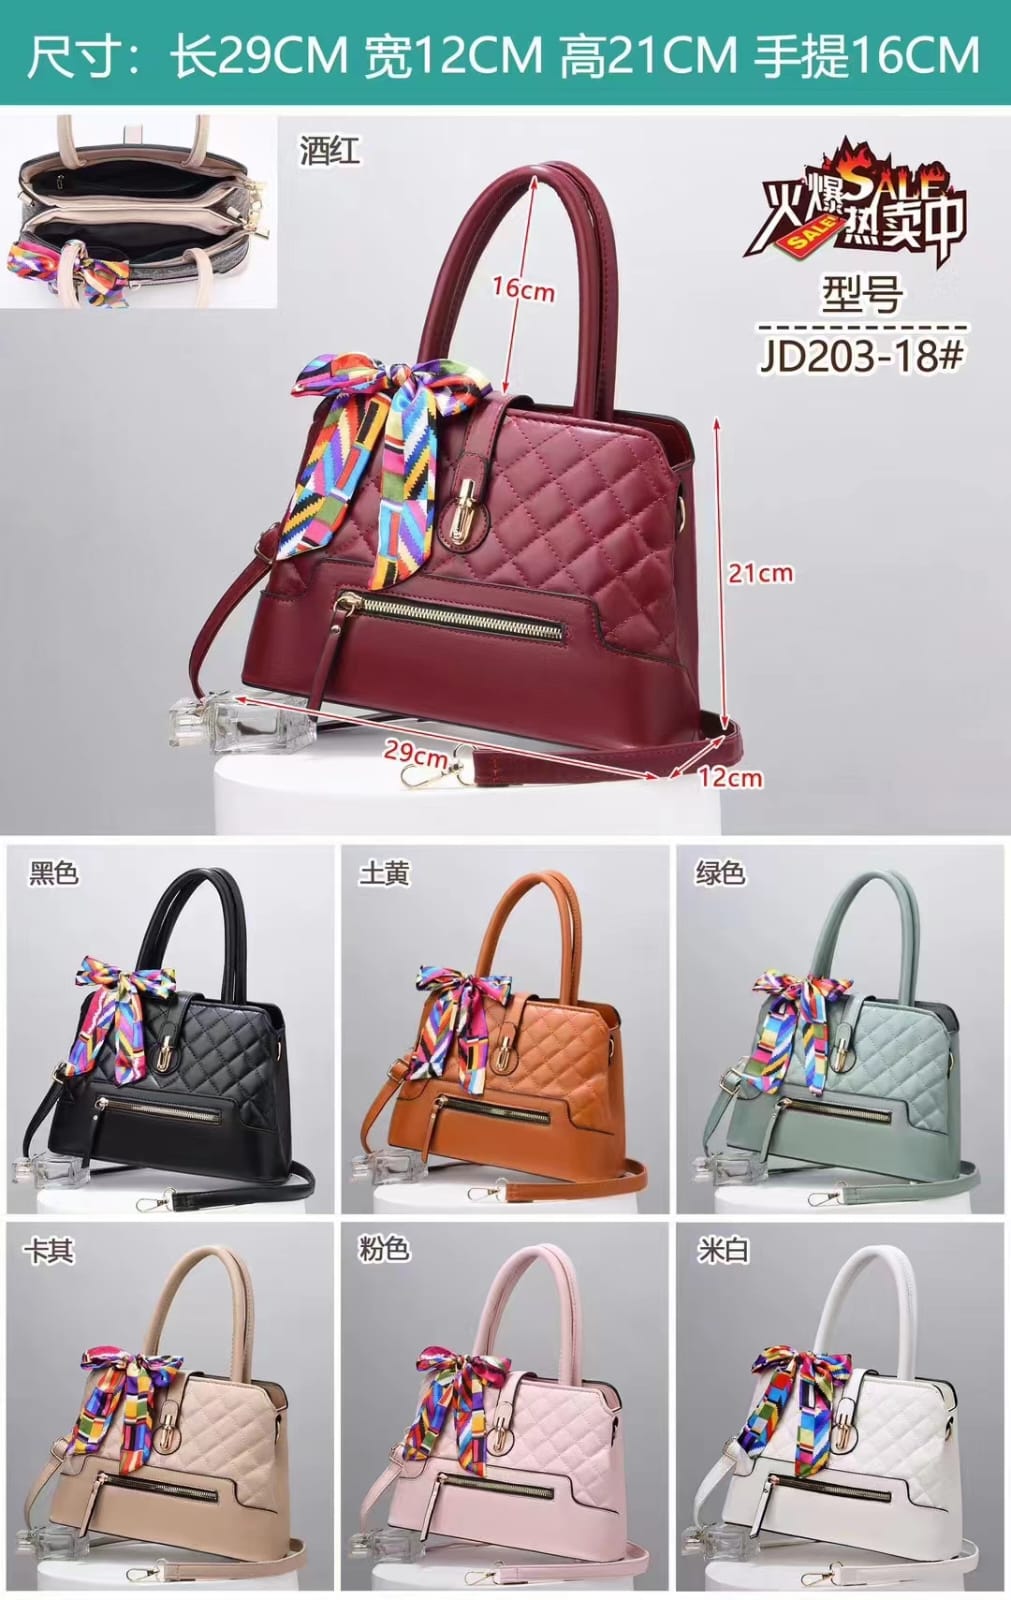 尺寸：长29CM 宽12CM 高21CM 手提16CM
酒红
SALE
火爆热卖中
SALE!
型号
JD203-18#
16cm
21cm
29cm
12cm
黑色
土黄
绿色
卡其
粉色
米白